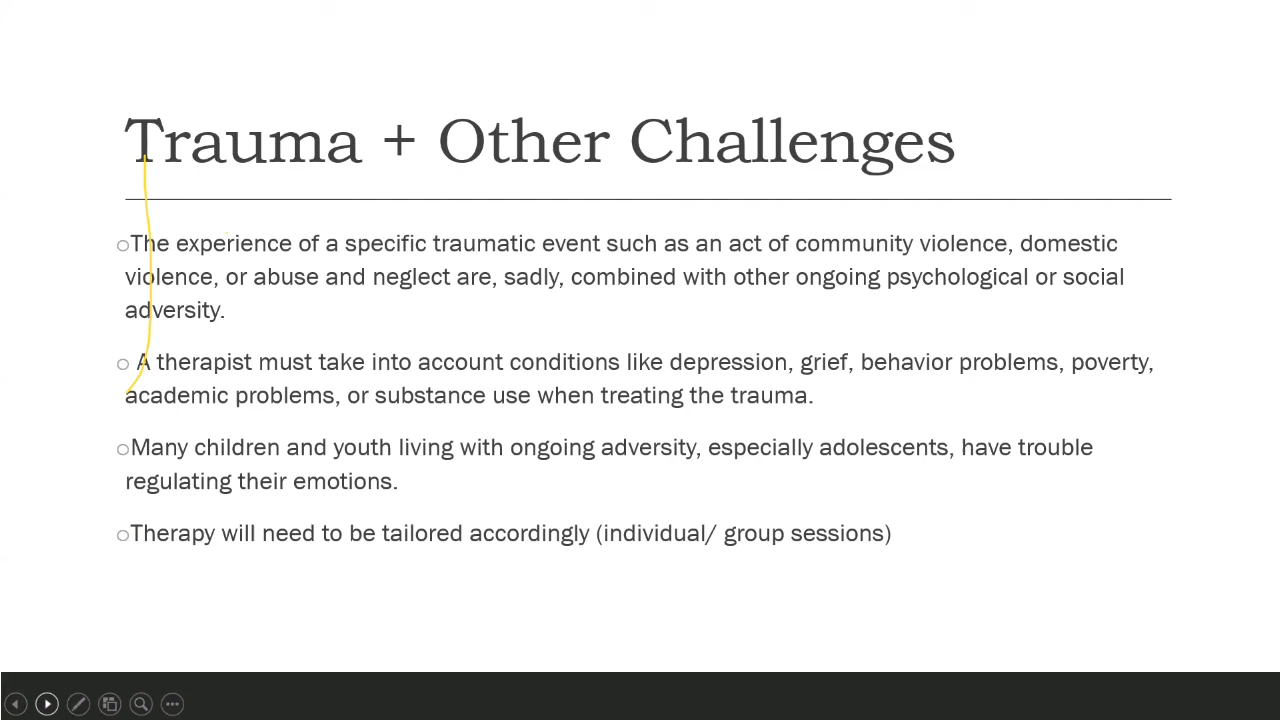 Trauma + Other Challenges
○The experience of a specific traumatic event such as an act of community violence, domestic
violence, or abuse and neglect are, sadly, combined with other ongoing psychological or social
adversity.
○ A therapist must take into account conditions like depression, grief, behavior problems, poverty,
academic problems, or substance use when treating the trauma.
○Many children and youth living with ongoing adversity, especially adolescents, have trouble
regulating their emotions.
○Therapy will need to be tailored accordingly (individual/ group sessions)